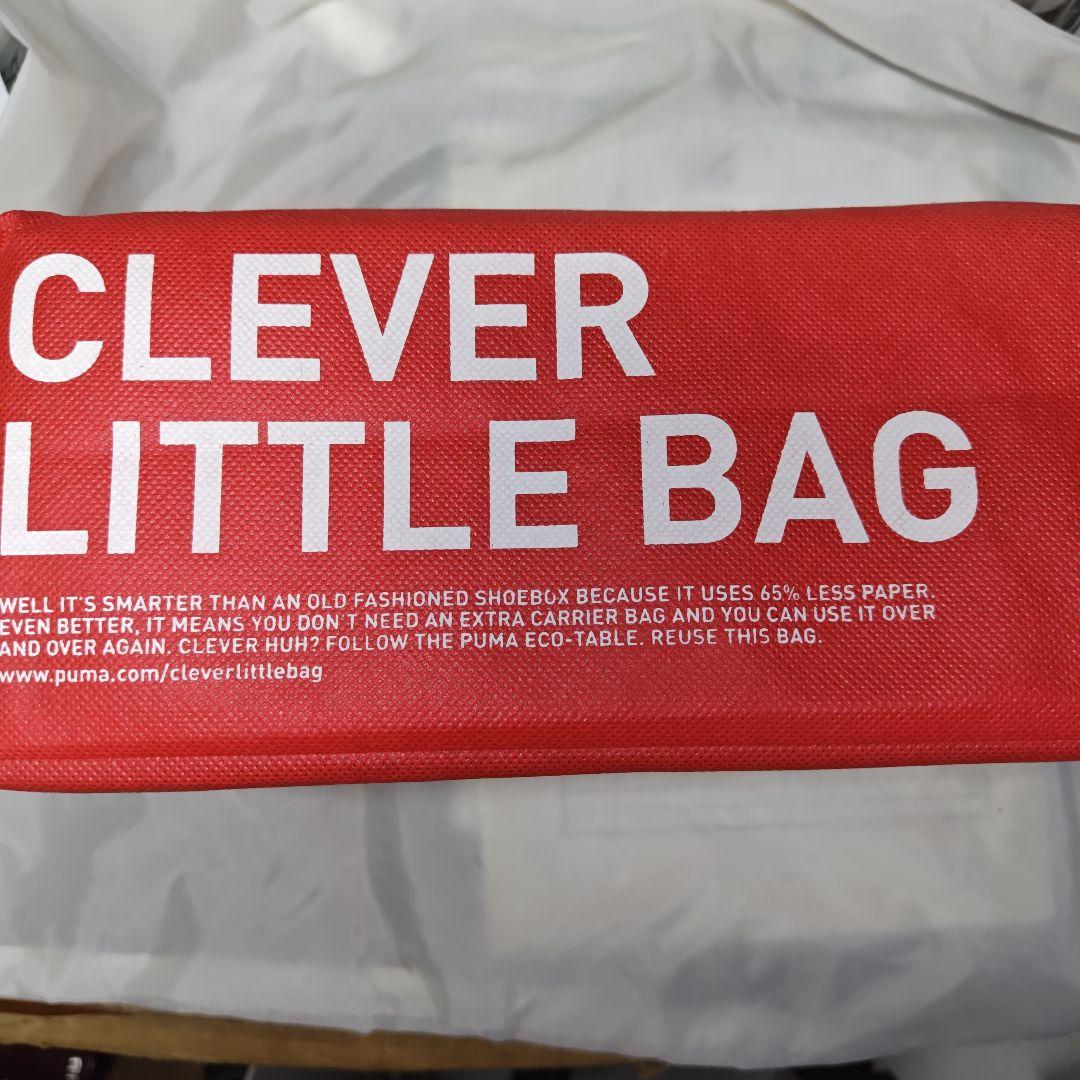 CLEVER
LITTLE BAG
WELL IT'S SMARTER THAN AN OLD FASHIONED SHOEBOX BECAUSE IT USES 65% LESS PAPER.
EVEN BETTER, IT MEANS YOU DON'T NEED AN EXTRA CARRIER BAG AND YOU CAN USE IT OVER
AND OVER AGAIN. CLEVER HUH? FOLLOW THE PUMA ECO-TABLE. REUSE THIS BAG.
www.puma.com/cleverlittlebag